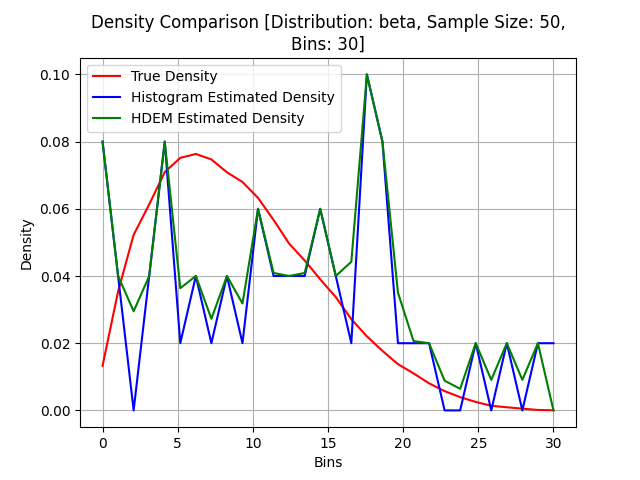 Density Comparison [Distribution: beta, Sample Size: 50,
Bins: 30]
True Density
Histogram Estimated Density
HDEM Estimated Density
Density
0.10
0.08
0.06
0.04
0.02
0.00
0 5 10 15 20 25 30
Bins